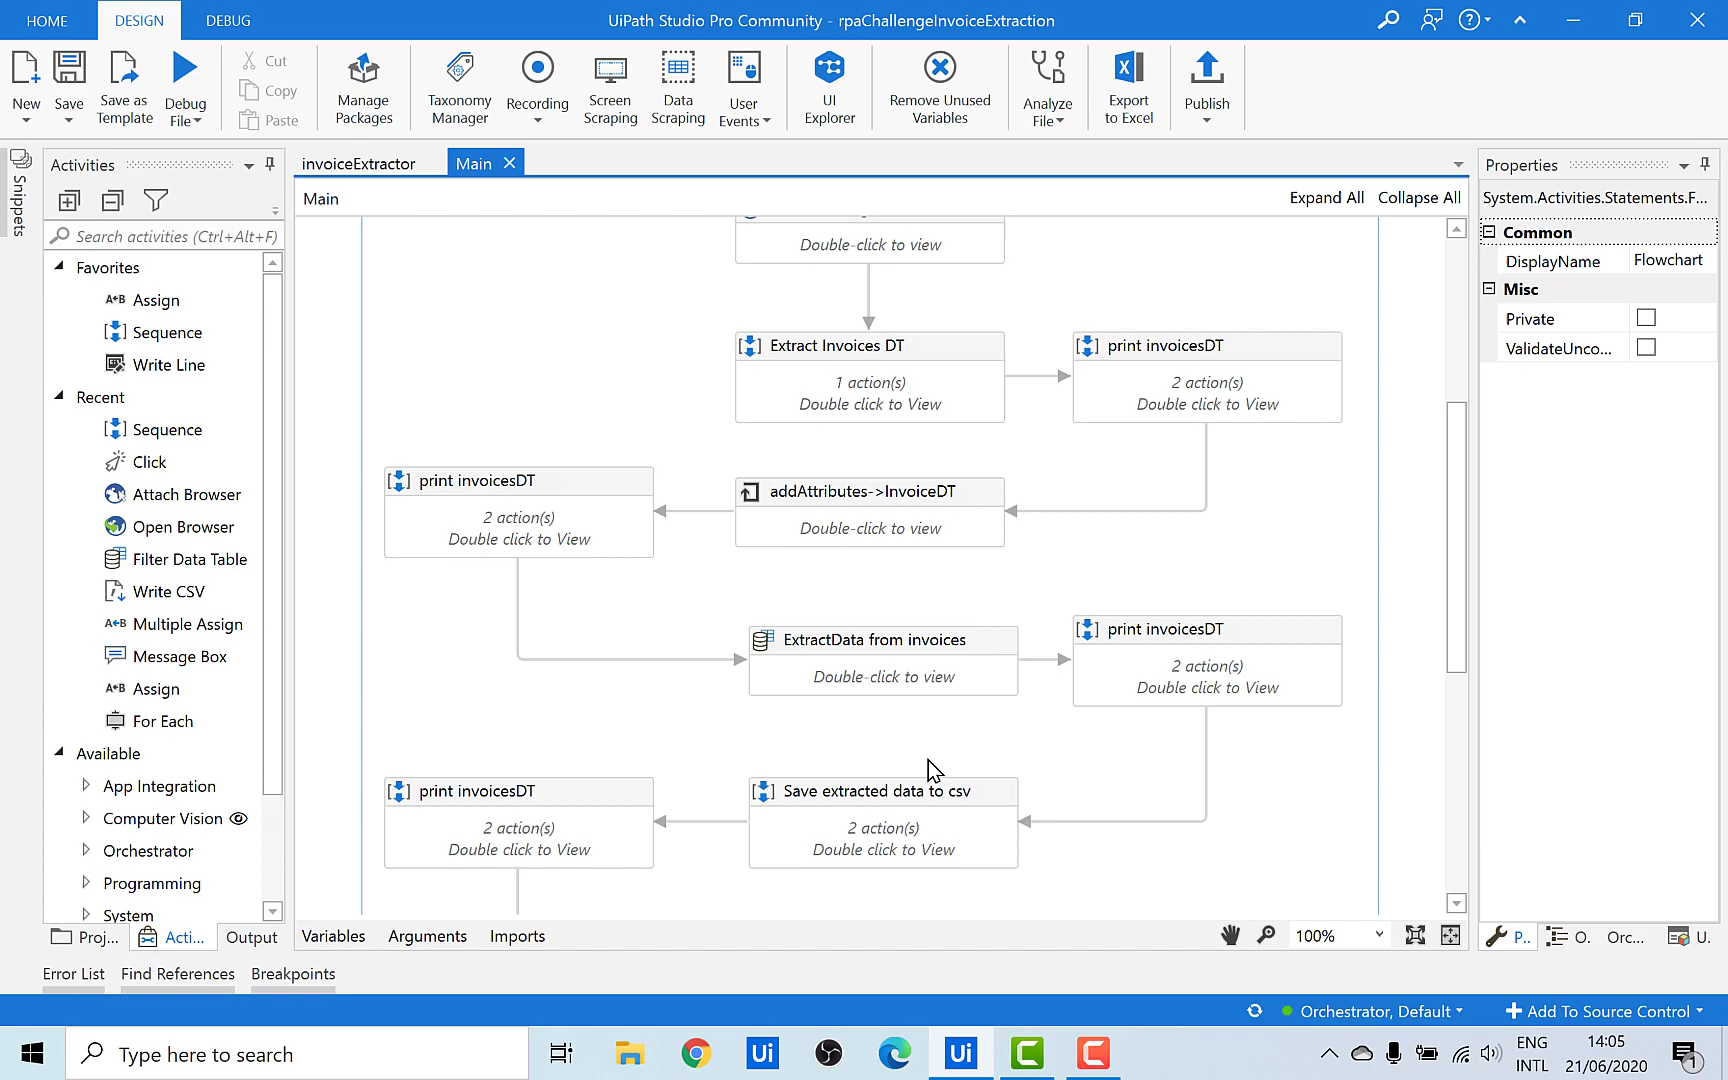 HOME
DESIGN
DEBUG
UiPath Studio Pro Community - rpaChallengeInvoiceExtraction
New
Save
Save as
Template
Debug
File
Cut
Copy
Paste
Manage
Packages
Taxonomy
Manager
Recording
Screen
Scraping
Data
Scraping
User
Events
UI
Explorer
Remove Unused
Variables
Analyze
File
Export
to Excel
Publish
Snippets
Activities
Search activities (Ctrl+Alt+F)
Favorites
Assign
Sequence
Write Line
Recent
Sequence
Click
Attach Browser
Open Browser
Filter Data Table
Write CSV
Multiple Assign
Message Box
Assign
For Each
Available
App Integration
Computer Vision
Orchestrator
Programming
System
Proj...
Acti...
Output
invoiceExtractor
Main
Main
Expand All
Collapse All
Double-click to view
Extract Invoices DT
1 action(s)
Double click to View
print invoicesDT
2 action(s)
Double click to View
print invoicesDT
2 action(s)
Double click to View
addAttributes->InvoiceDT
Double-click to view
ExtractData from invoices
Double-click to view
print invoicesDT
2 action(s)
Double click to View
print invoicesDT
2 action(s)
Double click to View
Save extracted data to csv
2 action(s)
Double click to View
Variables
Arguments
Imports
100%
Properties
System.Activities.Statements.F...
Common
DisplayName
Flowchart
Misc
Private
ValidateUnco...
P..
O.
Orc...
U.
Error List
Find References
Breakpoints
Orchestrator, Default
Add To Source Control
Type here to search
Ui
Ui
ENG
INTL
14:05
21/06/2020
1